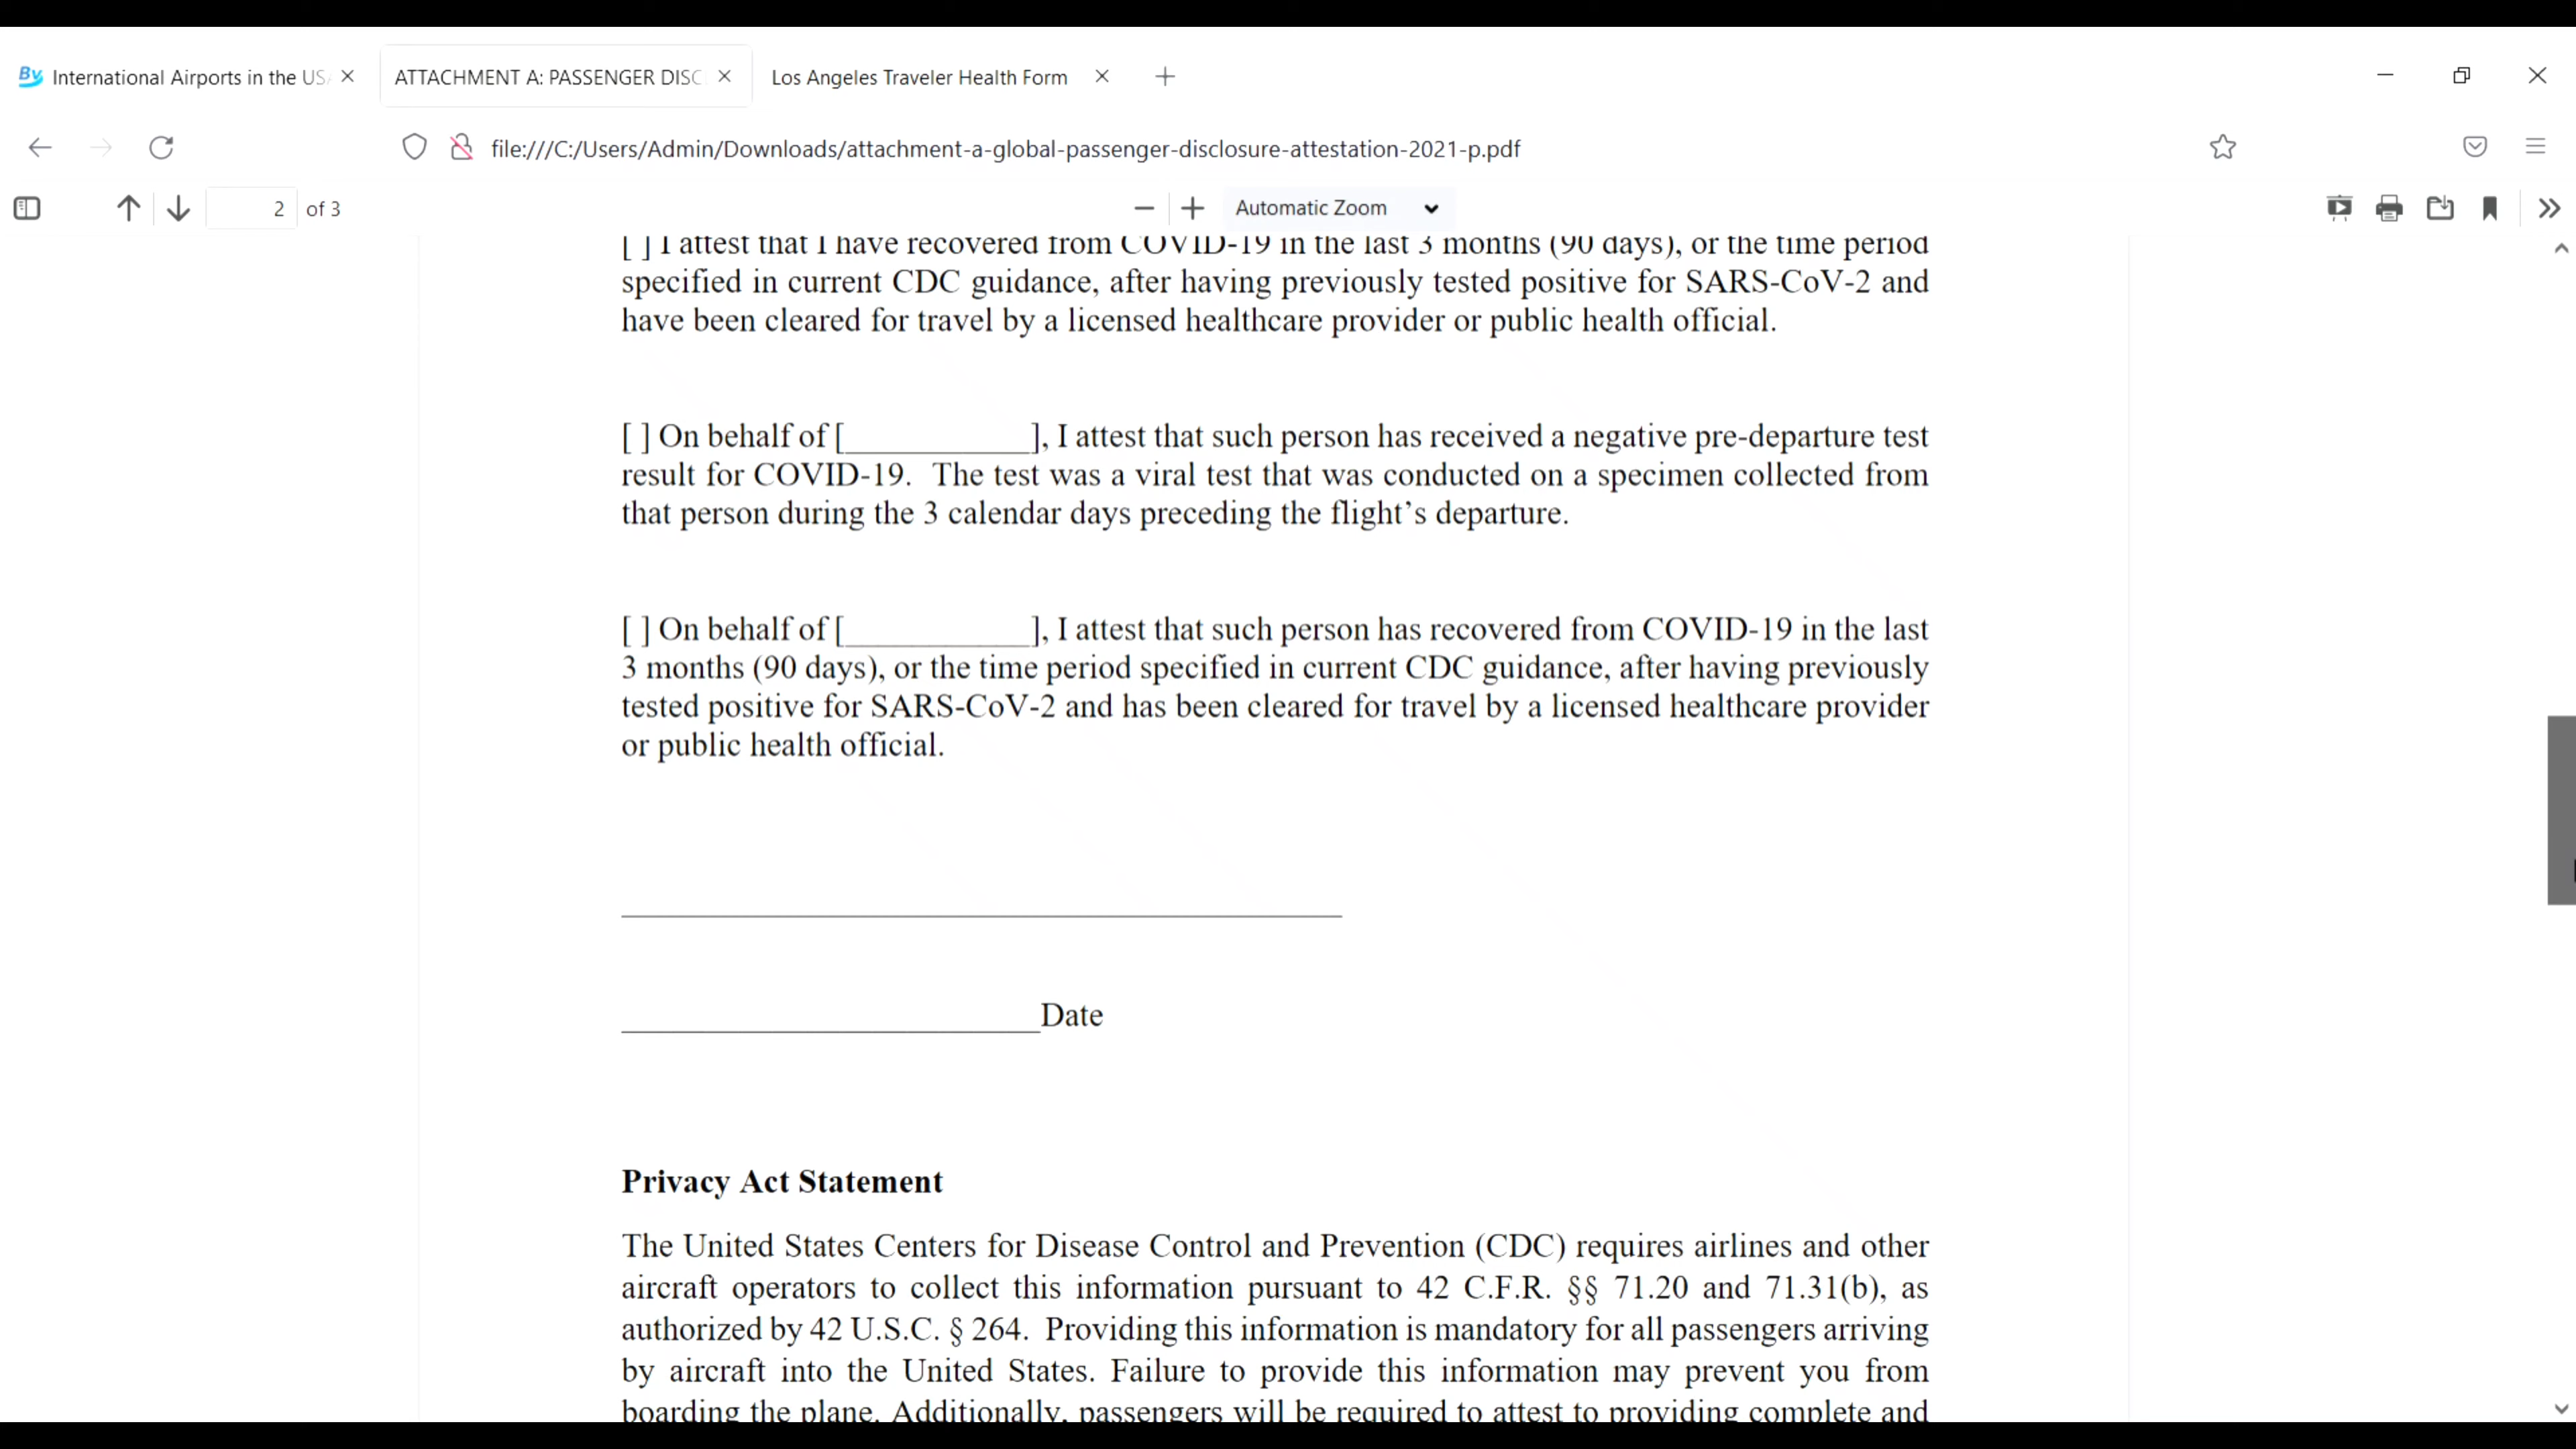 By International Airports in the US
ATTACHMENT A: PASSENGER DISC
Los Angeles Traveler Health Form
file:///C:/Users/Admin/Downloads/attachment-a-global-passenger-disclosure-attestation-2021-p.pdf
2 of 3
Automatic Zoom
[ ] I attest that I have recovered from COVID-19 in the last 3 months (90 days), or the time period
specified in current CDC guidance, after having previously tested positive for SARS-CoV-2 and
have been cleared for travel by a licensed healthcare provider or public health official.
[ ] On behalf of [___________], I attest that such person has received a negative pre-departure test
result for COVID-19. The test was a viral test that was conducted on a specimen collected from
that person during the 3 calendar days preceding the flight’s departure.
[ ] On behalf of [___________], I attest that such person has recovered from COVID-19 in the last
3 months (90 days), or the time period specified in current CDC guidance, after having previously
tested positive for SARS-CoV-2 and has been cleared for travel by a licensed healthcare provider
or public health official.
Date
Privacy Act Statement
The United States Centers for Disease Control and Prevention (CDC) requires airlines and other
aircraft operators to collect this information pursuant to 42 C.F.R. §§ 71.20 and 71.31(b), as
authorized by 42 U.S.C. § 264. Providing this information is mandatory for all passengers arriving
by aircraft into the United States. Failure to provide this information may prevent you from
boarding the plane. Additionally, passengers will be required to attest to providing complete and